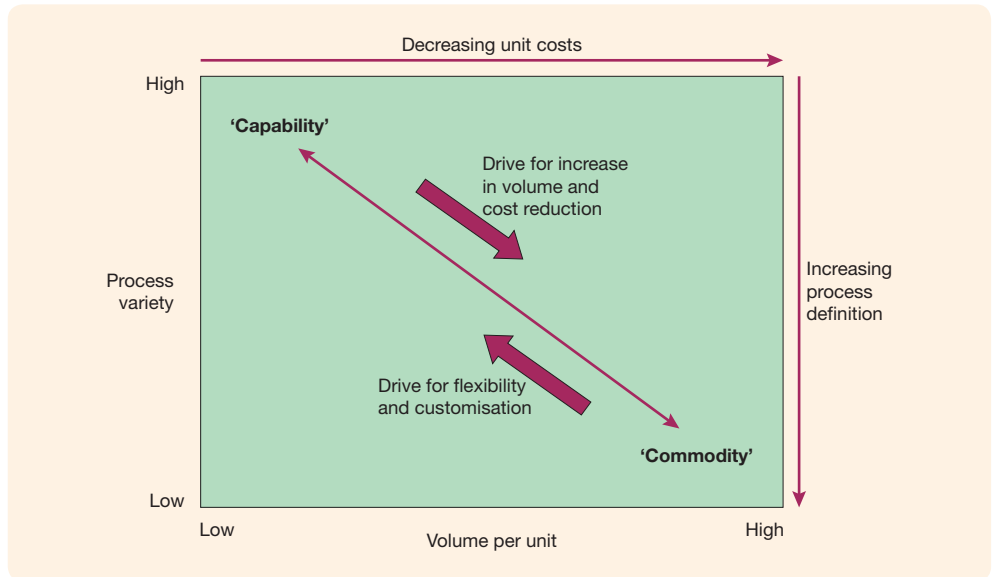 Decreasing unit costs
High
‘Capability’
Drive for increase
in volume and
cost reduction
Process
variety
Increasing
process
definition
Drive for flexibility
and customisation
‘Commodity’
Low
Low
High
Volume per unit